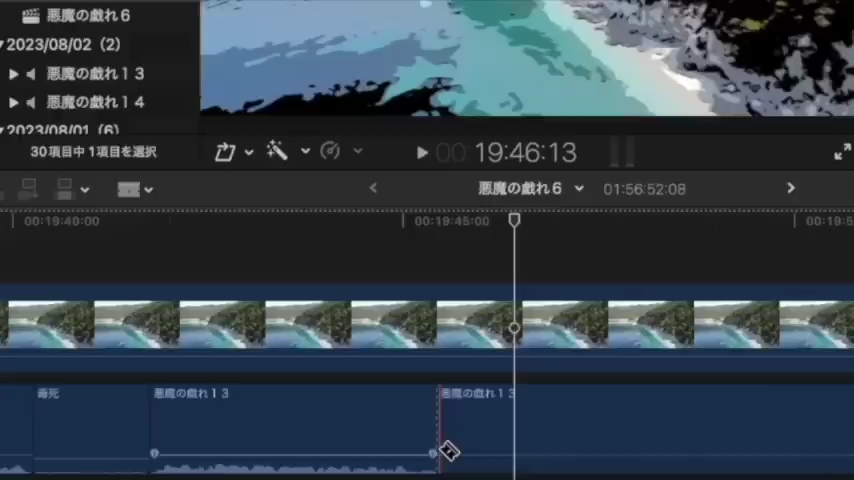 悪魔の戯れ6
2023/08/02（2）
悪魔の戯れ13
悪魔の戯れ14
2023/08/01（6）
30項目中1項目を選択
00:19:46:13
悪魔の戯れ6 01:56:52:08
00:19:40:00 00:19:45:00 00:19:5
毒死 悪魔の戯れ13 悪魔の戯れ13